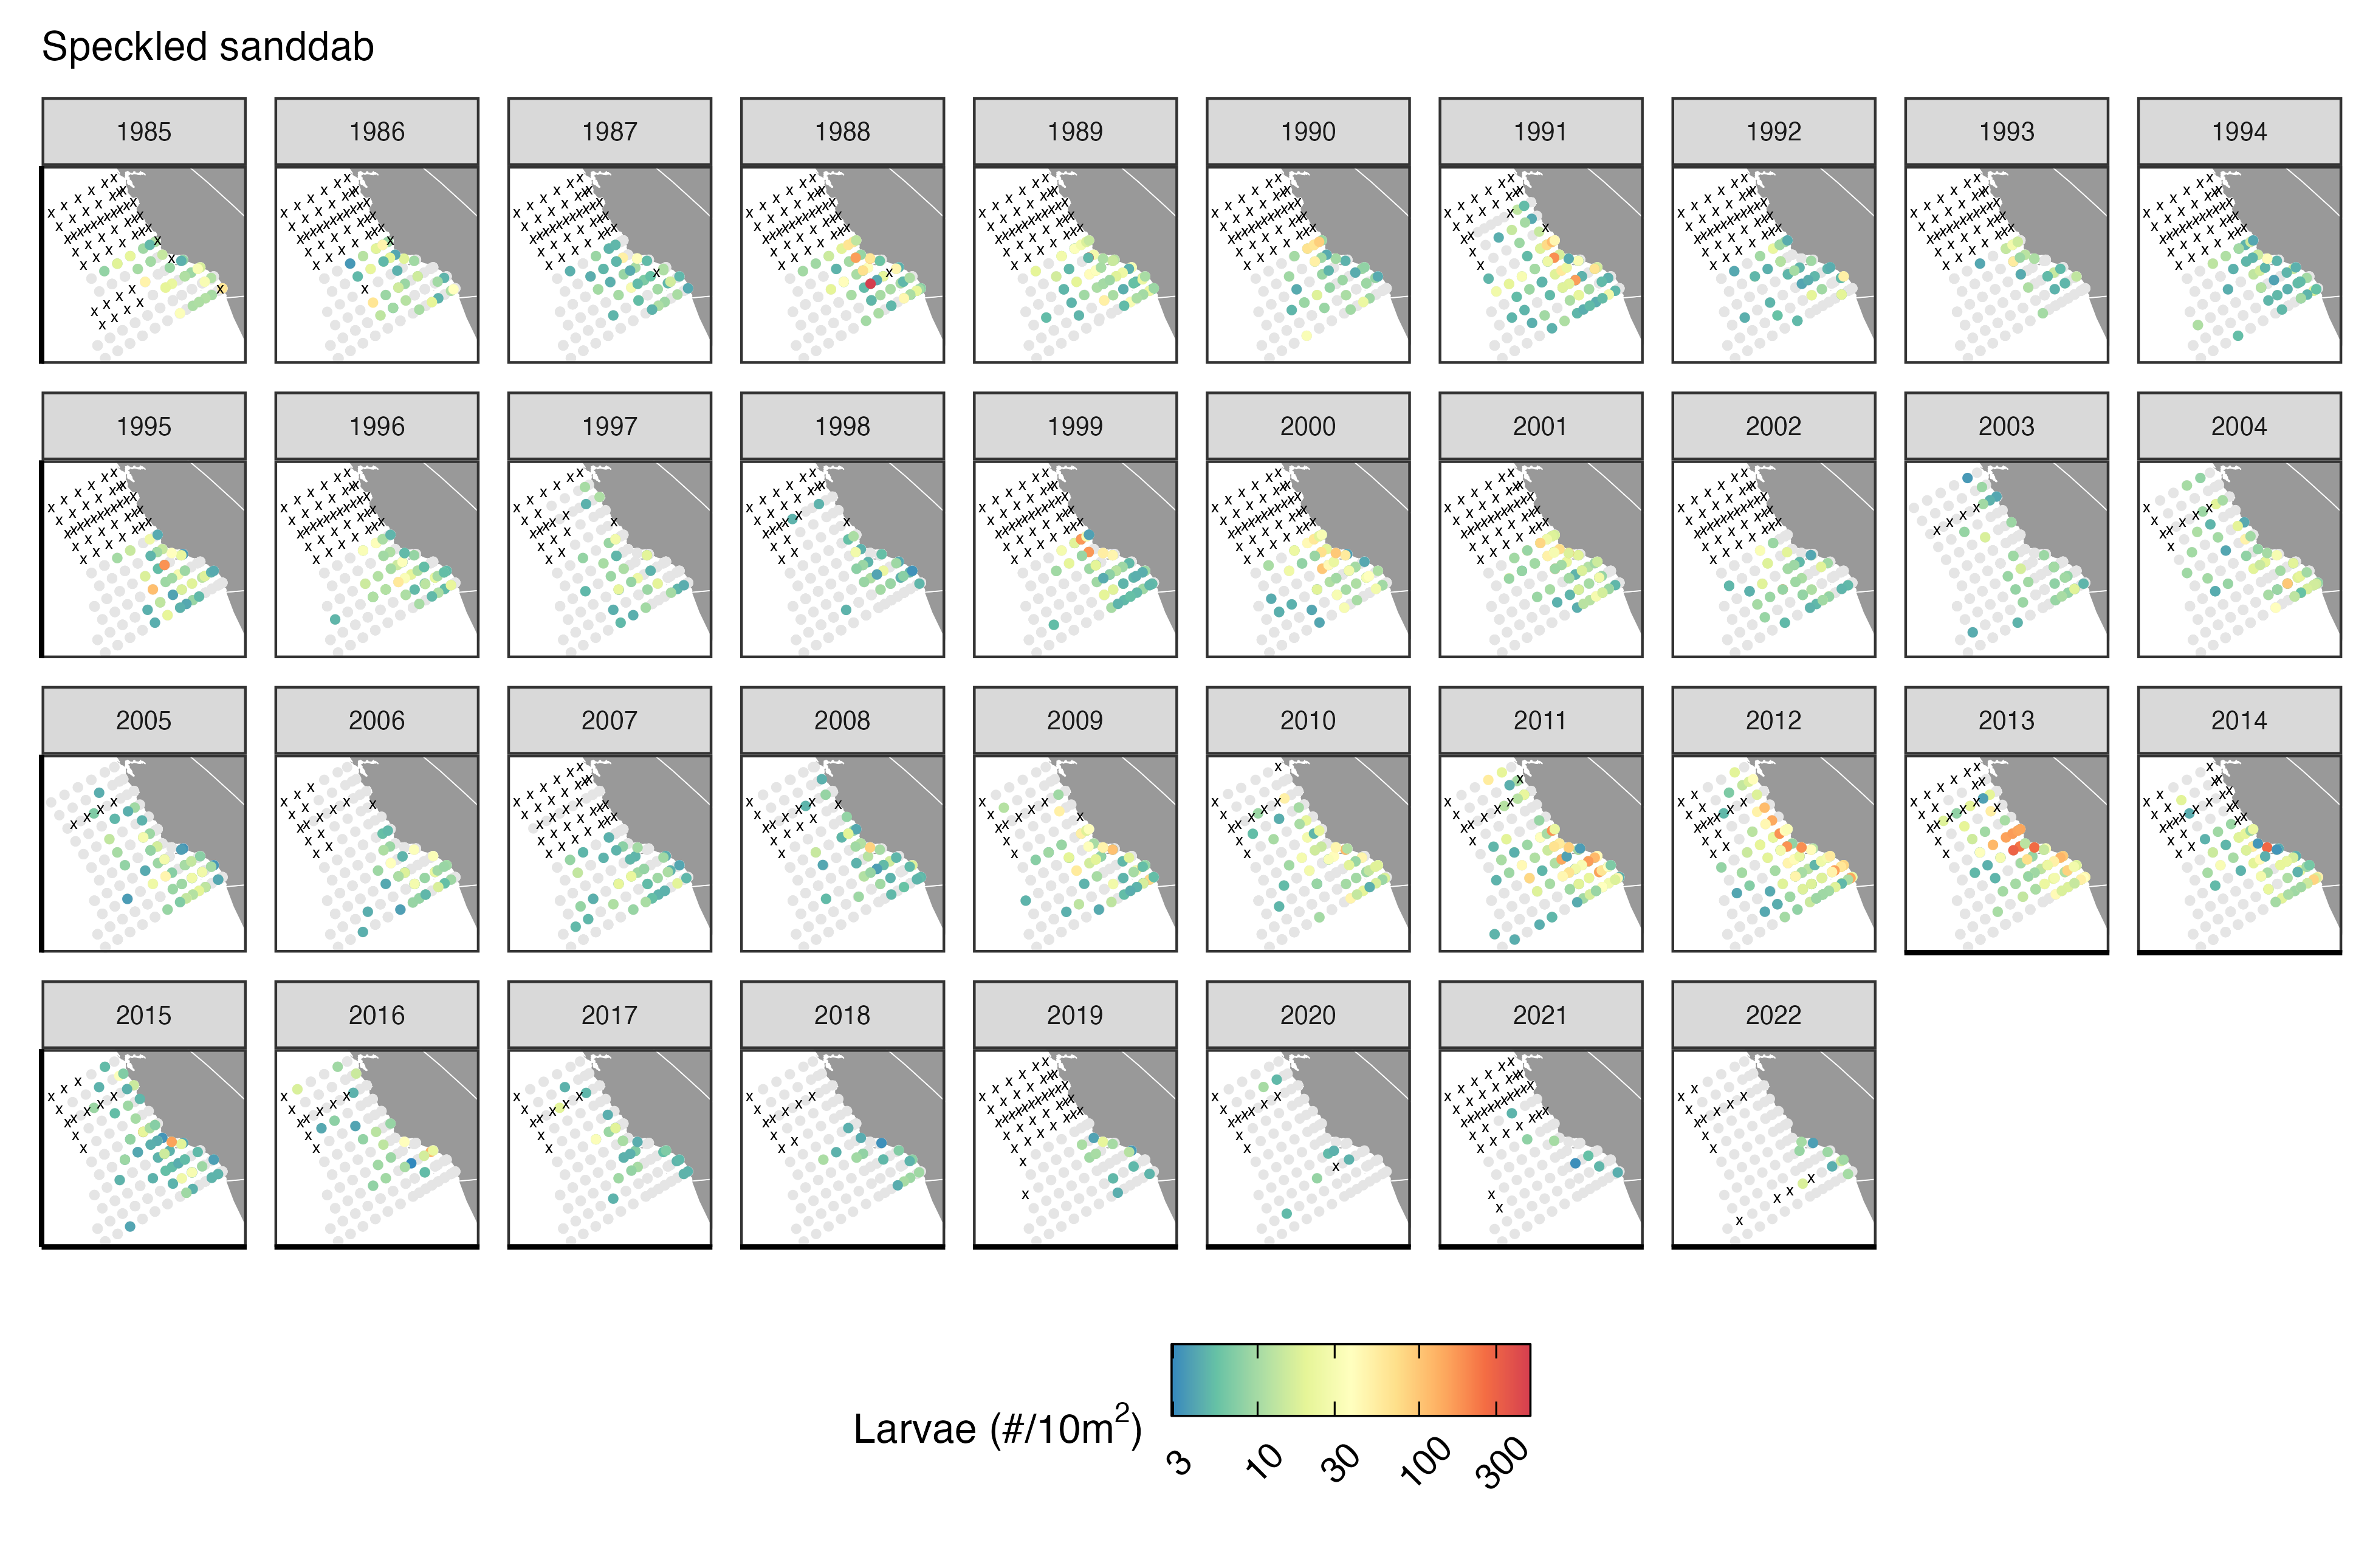 Speckled sanddab
1985 1986 1987 1988 1989 1990 1991 1992 1993 1994
1995 1996 1997 1998 1999 2000 2001 2002 2003 2004
2005 2006 2007 2008 2009 2010 2011 2012 2013 2014
2015 2016 2017 2018 2019 2020 2021 2022
Larvae (#/10m²)
3 10 30 100 300